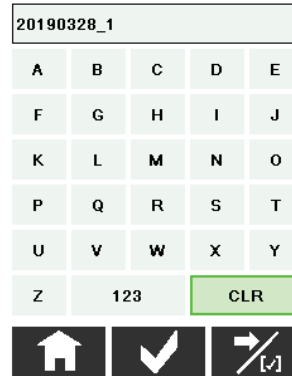 20190328_1
A B C D E
F G H I J
K L M N O
P Q R S T
U V W X Y
Z 123 CLR